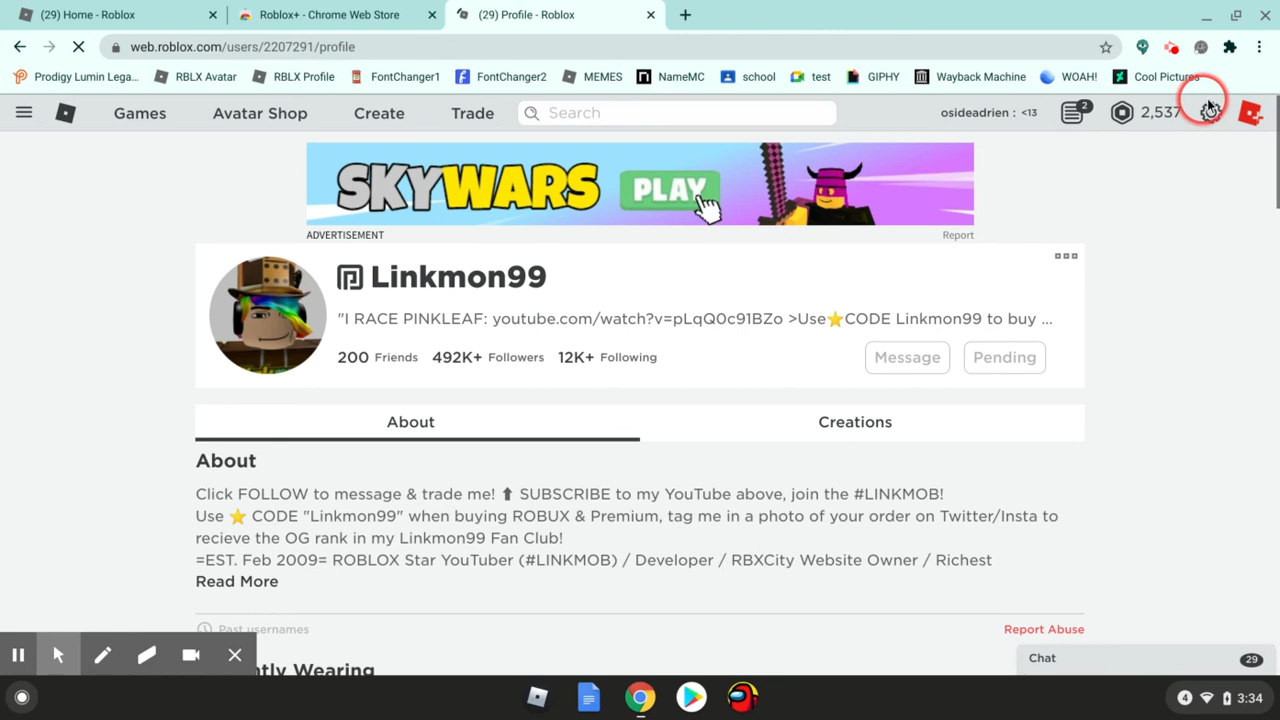 (29) Home - Roblox
Roblox+ - Chrome Web Store
(29) Profile - Roblox
web.roblox.com/users/2207291/profile
Prodigy Lumin Lega...
RBLX Avatar
RBLX Profile
FontChanger1
FontChanger2
MEMES
NameMC
school
test
GIPHY
Wayback Machine
WOAH!
Cool Pictures
Games
Avatar Shop
Create
Trade
Search
osideadrien : <13
2
2,537
SKYWARS PLAY
ADVERTISEMENT
Report
Linkmon99
"I RACE PINKLEAF: youtube.com/watch?v=pLqQ0c91BZo >Use⭐CODE Linkmon99 to buy ...
200 Friends 492K+ Followers 12K+ Following
Message
Pending
About
Creations
About
Click FOLLOW to message & trade me! ⬆ SUBSCRIBE to my YouTube above, join the #LINKMOB!
Use ⭐ CODE "Linkmon99" when buying ROBUX & Premium, tag me in a photo of your order on Twitter/Insta to
recieve the OG rank in my Linkmon99 Fan Club!
=EST. Feb 2009= ROBLOX Star YouTuber (#LINKMOB) / Developer / RBXCity Website Owner / Richest
Read More
Past usernames
Report Abuse
ntly Wearing
Chat
29
4
3:34